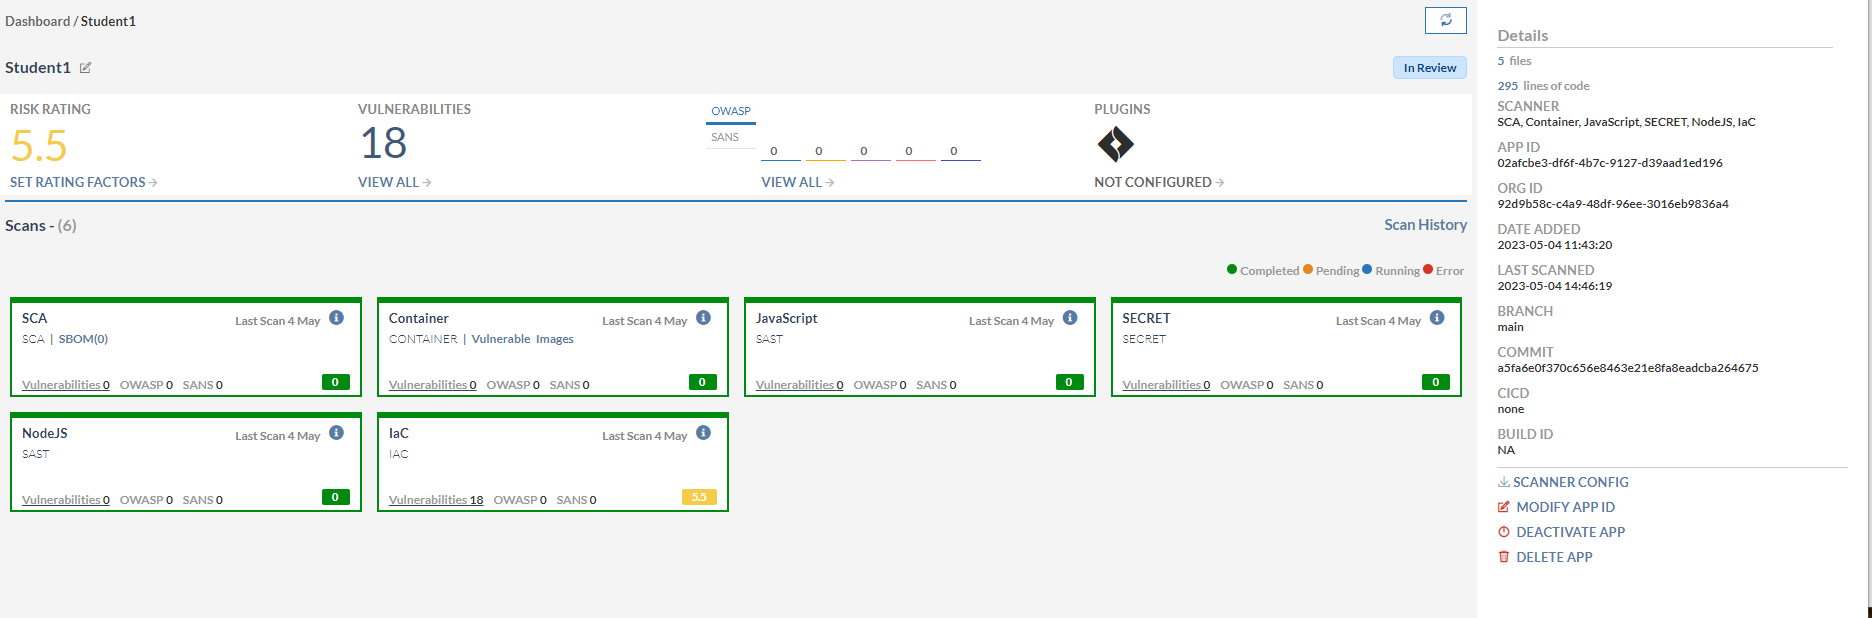 Dashboard / Student1
Student1
In Review
RISK RATING
5.5
SET RATING FACTORS
VULNERABILITIES
18
VIEW ALL
OWASP
SANS
0 0 0 0 0
VIEW ALL
PLUGINS
NOT CONFIGURED
Scans - (6)
Scan History
Completed Pending Running Error
SCA
Last Scan 4 May
SCA | SBOM(0)
Vulnerabilities 0 OWASP 0 SANS 0
0
Container
Last Scan 4 May
CONTAINER | Vulnerable Images
Vulnerabilities 0 OWASP 0 SANS 0
0
JavaScript
Last Scan 4 May
SAST
Vulnerabilities 0 OWASP 0 SANS 0
0
SECRET
Last Scan 4 May
SECRET
Vulnerabilities 0 OWASP 0 SANS 0
0
NodeJS
Last Scan 4 May
SAST
Vulnerabilities 0 OWASP 0 SANS 0
0
IaC
Last Scan 4 May
IAC
Vulnerabilities 18 OWASP 0 SANS 0
5.5
Details
5 files
295 lines of code
SCANNER
SCA, Container, JavaScript, SECRET, NodeJS, IaC
APP ID
02afcbe3-df6f-4b7c-9127-d39aad1ed196
ORG ID
92d9b58c-c4a9-48df-96ee-3016eb9836a4
DATE ADDED
2023-05-04 11:43:20
LAST SCANNED
2023-05-04 14:46:19
BRANCH
main
COMMIT
a5fa6e0f370c656e8463e21e8fa8eadcba264675
CICD
none
BUILD ID
NA
SCANNER CONFIG
MODIFY APP ID
DEACTIVATE APP
DELETE APP